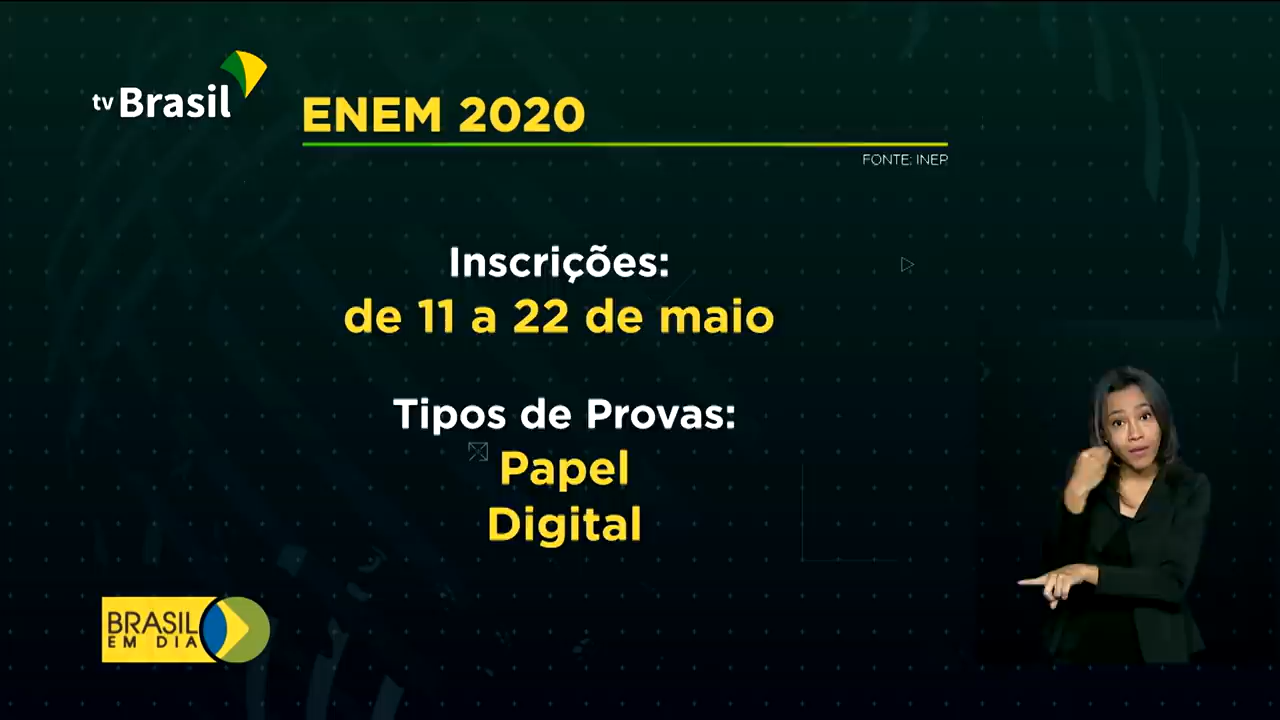 tv Brasil
ENEM 2020
FONTE: INEP
Inscrições:
de 11 a 22 de maio
Tipos de Provas:
Papel
Digital
BRASIL
EM DIA